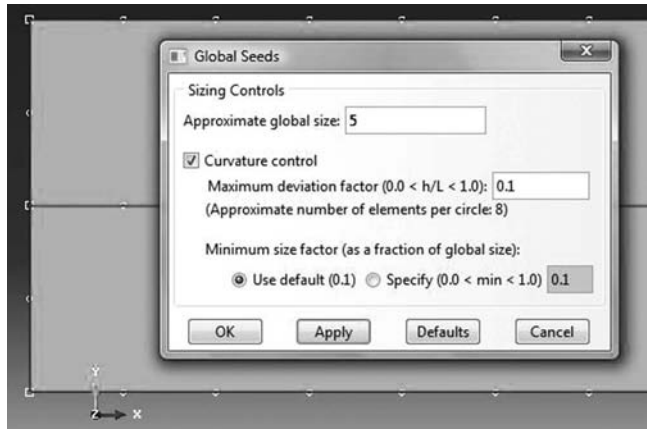 Global Seeds
Sizing Controls
Approximate global size: 5
Curvature control
Maximum deviation factor (0.0 < h/L < 1.0): 0.1
(Approximate number of elements per circle: 8)
Minimum size factor (as a fraction of global size):
Use default (0.1) Specify (0.0 < min < 1.0) 0.1
OK Apply Defaults Cancel
Y
Z X